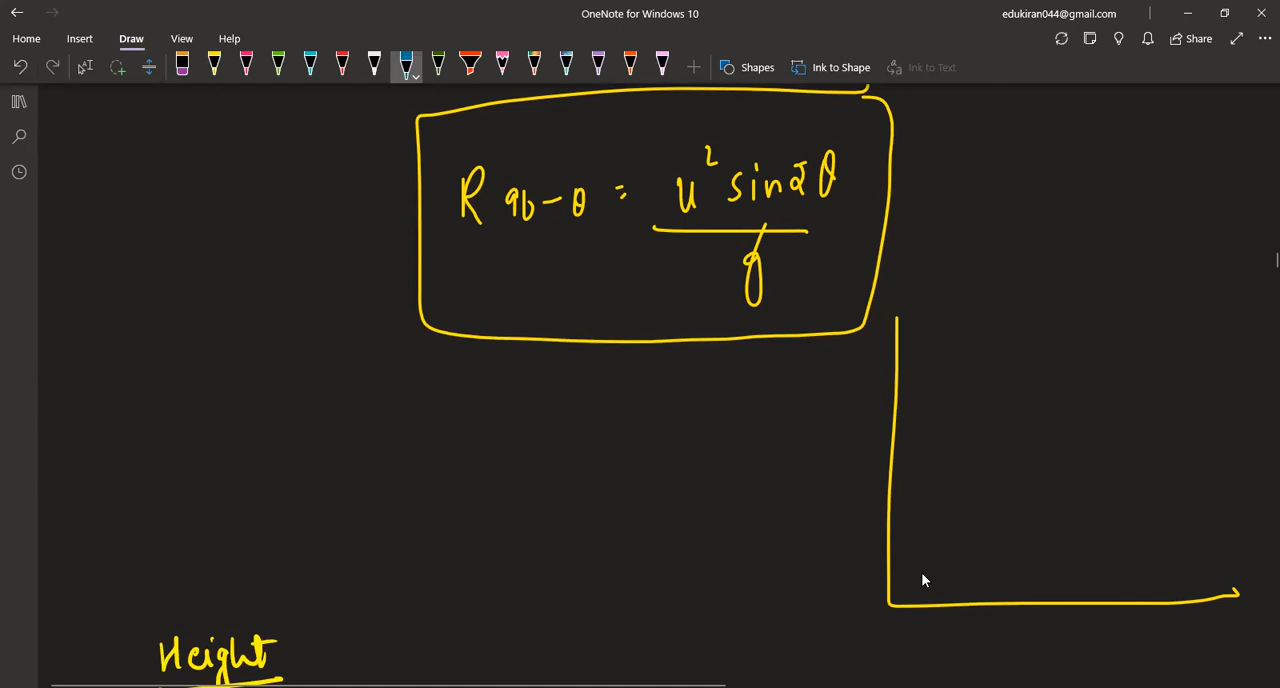 OneNote for Windows 10
edukiran044@gmail.com
Home Insert Draw View Help
Share
Shapes Ink to Shape Ink to Text
R 90-θ = u² sin2θ
g
Height